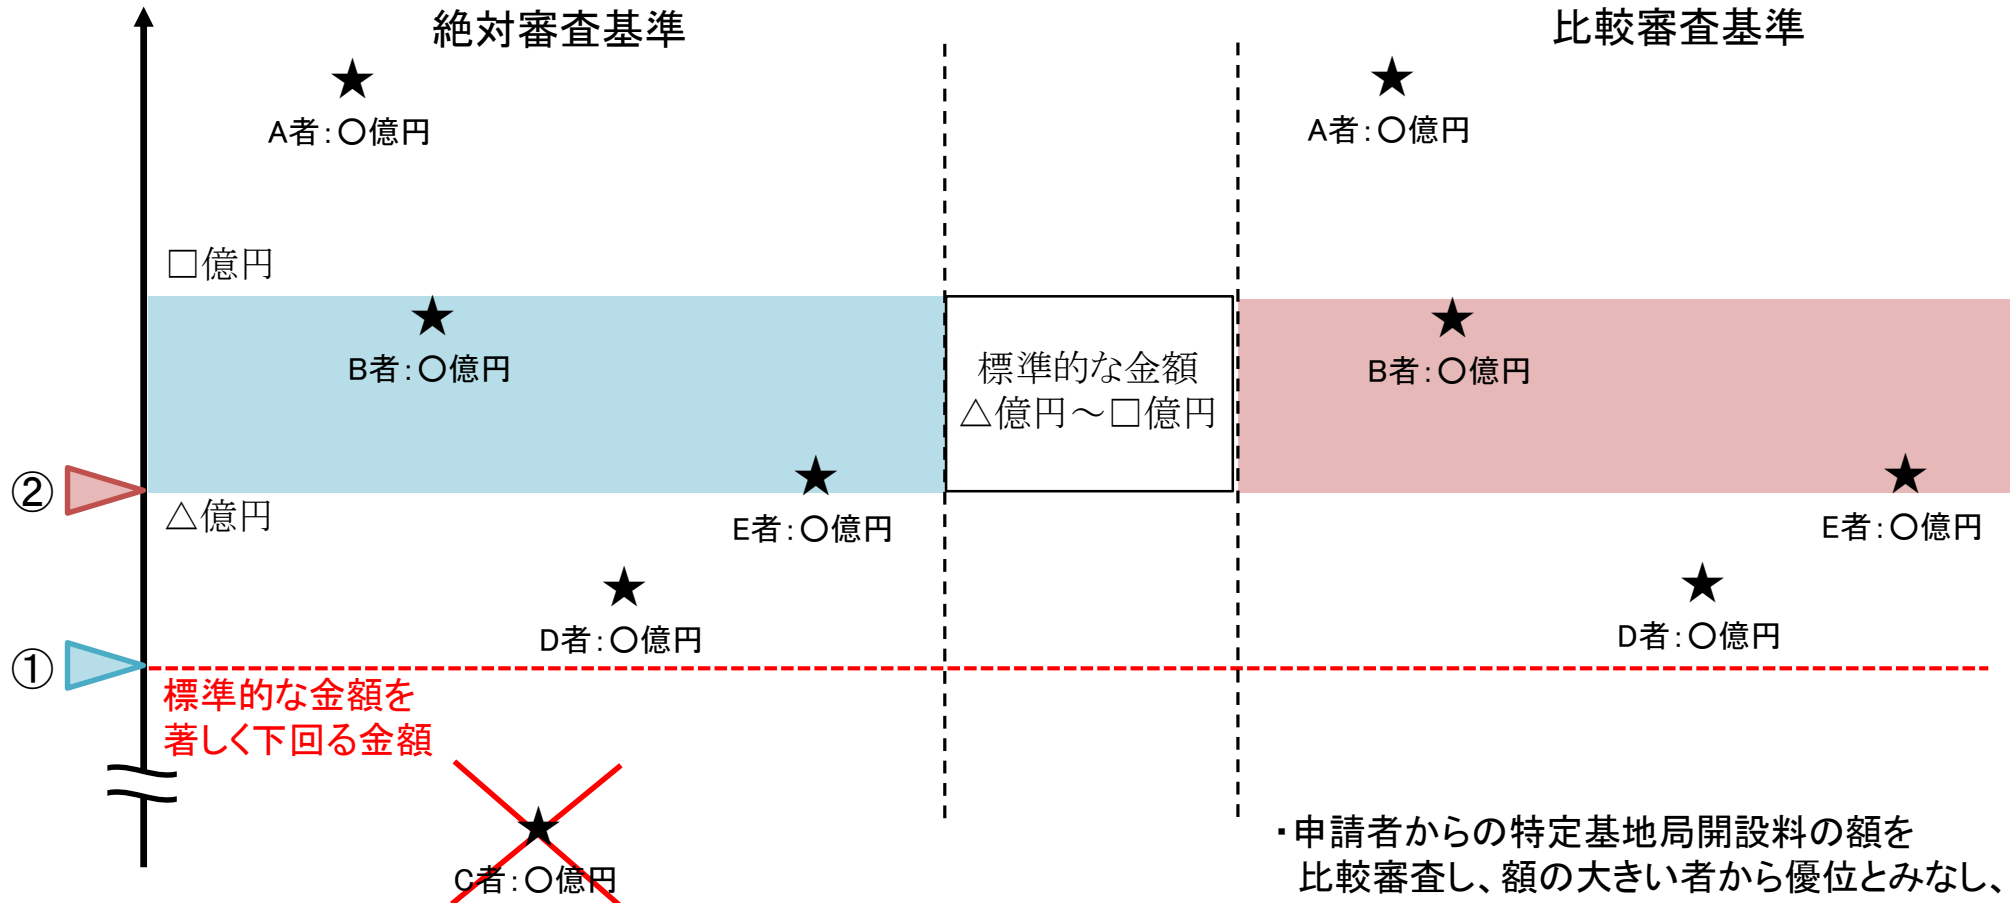 絶対審査基準
比較審査基準
A者:〇億円
A者:〇億円
□億円
B者:〇億円
標準的な金額
△億円～□億円
B者:〇億円
②
△億円
E者:〇億円
E者:〇億円
D者:〇億円
D者:〇億円
①
標準的な金額を
著しく下回る金額
C者:〇億円
・申請者からの特定基地局開設料の額を
比較審査し、額の大きい者から優位とみなし、